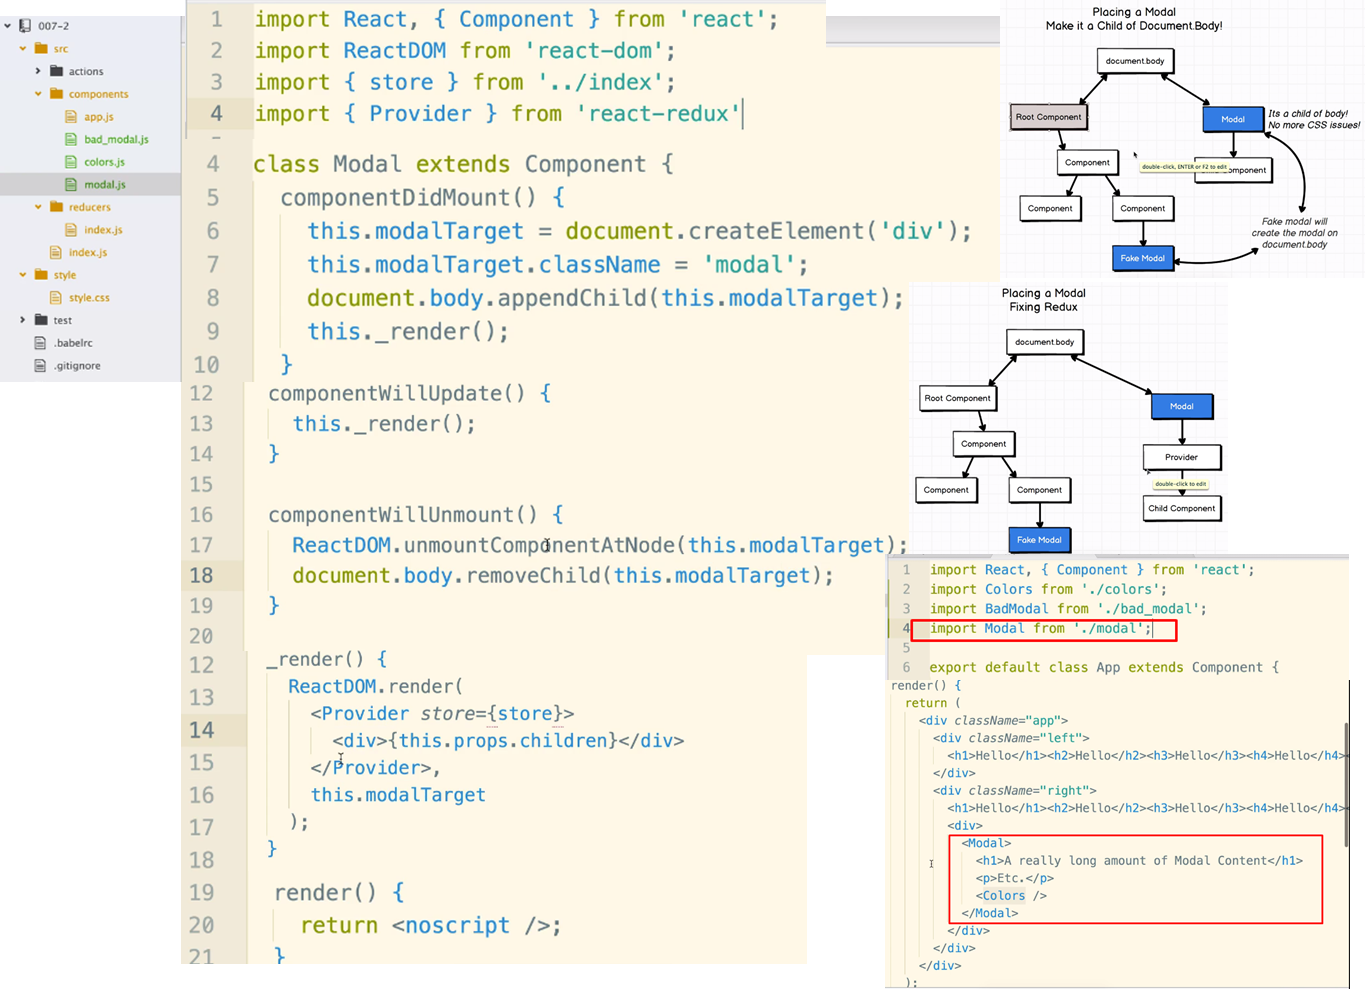 007-2
src
actions
components
app.js
bad_modal.js
colors.js
modal.js
reducers
index.js
index.js
style
style.css
test
.babelrc
.gitignore
1 import React, { Component } from 'react';
2 import ReactDOM from 'react-dom';
3 import { store } from '../index';
4 import { Provider } from 'react-redux'
4 class Modal extends Component {
5 componentDidMount() {
6 this.modalTarget = document.createElement('div');
7 this.modalTarget.className = 'modal';
8 document.body.appendChild(this.modalTarget);
9 this._render();
10 }
12 componentWillUpdate() {
13 this._render();
14 }
15
16 componentWillUnmount() {
17 ReactDOM.unmountComponentAtNode(this.modalTarget);
18 document.body.removeChild(this.modalTarget);
19 }
20
12 _render() {
13 ReactDOM.render(
14 <Provider store={store}>
<div>{this.props.children}</div>
15 </Provider>,
16 this.modalTarget
17 );
18 }
19 render() {
20 return <noscript />;
21 }
Placing a Modal
Make it a Child of Document.Body!
document.body
Root Component
Modal
Its a child of body!
No more CSS issues!
Component
double-click, ENTER or F2 to edit
Component
Component
Fake modal will
create the modal on
document.body
Fake Modal
Placing a Modal
Fixing Redux
document.body
Root Component
Modal
Component
Provider
double-click to edit
Component
Component
Child Component
Fake Modal
1 import React, { Component } from 'react';
2 import Colors from './colors';
3 import BadModal from './bad_modal';
4 import Modal from './modal';
5
6 export default class App extends Component {
render() {
return (
<div className="app">
<div className="left">
<h1>Hello</h1><h2>Hello</h2><h3>Hello</h3><h4>Hello</h4>
</div>
<div className="right">
<h1>Hello</h1><h2>Hello</h2><h3>Hello</h3><h4>Hello</h4>
<div>
<Modal>
<h1>A really long amount of Modal Content</h1>
<p>Etc.</p>
<Colors />
</Modal>
</div>
</div>
</div>
);